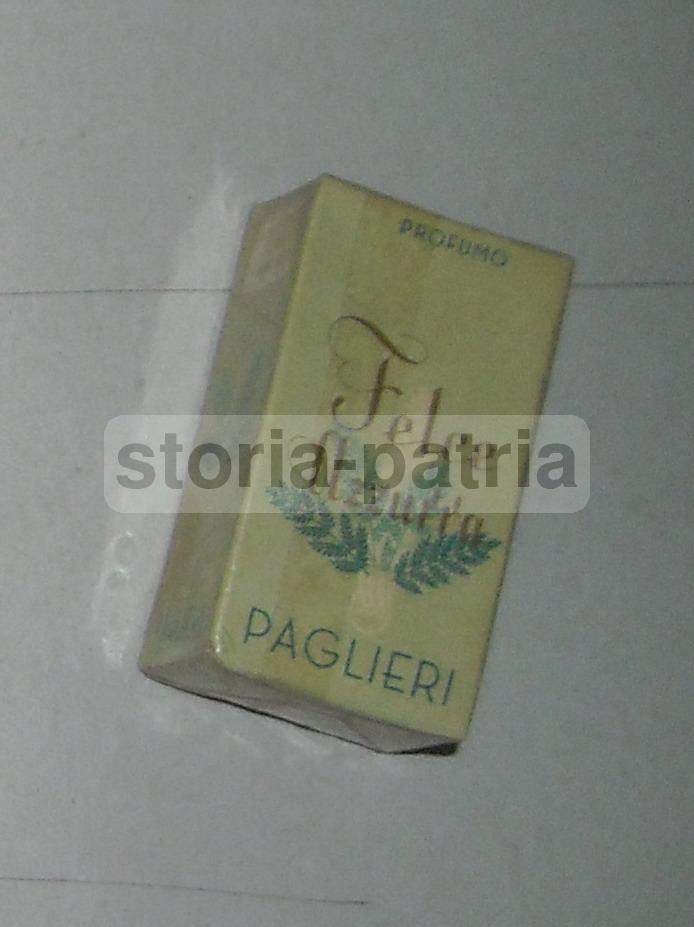 PROFUMO
Felce
storia-patria
Azzurra
PAGLIERI